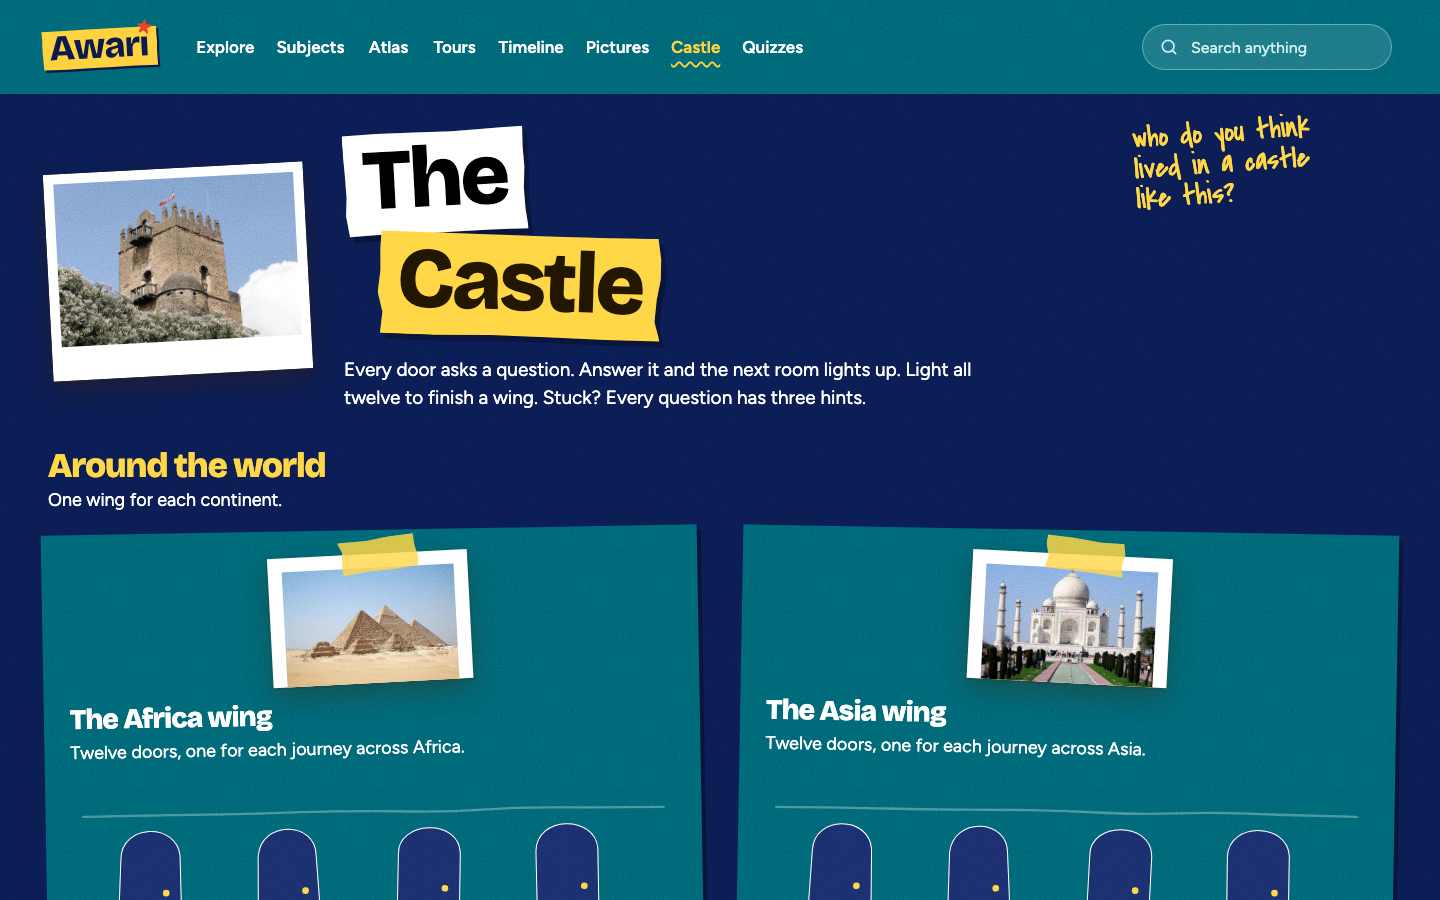 Awari
Explore
Subjects
Atlas
Tours
Timeline
Pictures
Castle
Quizzes
Search anything
The
Castle
who do you think
lived in a castle
like this?
Every door asks a question. Answer it and the next room lights up. Light all
twelve to finish a wing. Stuck? Every question has three hints.
Around the world
One wing for each continent.
The Africa wing
Twelve doors, one for each journey across Africa.
The Asia wing
Twelve doors, one for each journey across Asia.